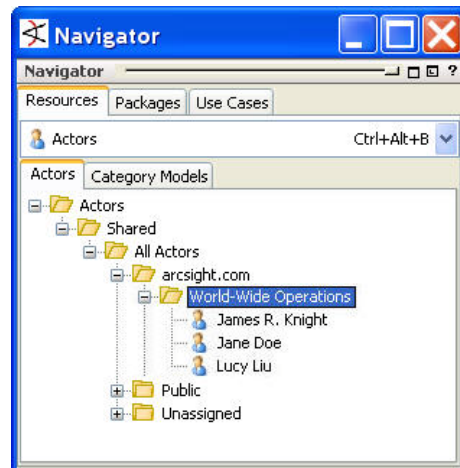 Navigator
Navigator ?
Resources Packages Use Cases
Actors Ctrl+Alt+B
Actors Category Models
Actors
Shared
All Actors
arcsight.com
World-Wide Operations
James R. Knight
Jane Doe
Lucy Liu
Public
Unassigned